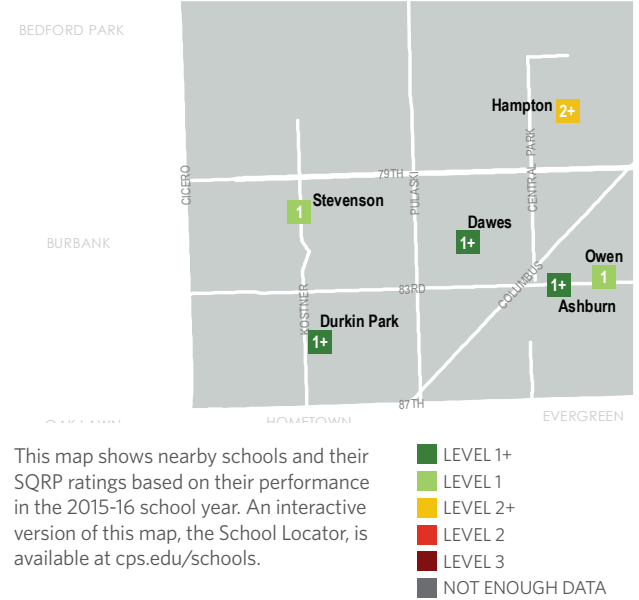 BEDFORD PARK
Hampton
2+
CENTRAL PARK
79TH
CICERO
PULASKI
Stevenson
1
Dawes
1+
BURBANK
Owen
1
COLUMBUS
83RD
1+
Ashburn
KOSTNER
Durkin Park
1+
87TH
OAK LAWN
HOMETOWN
EVERGREEN
This map shows nearby schools and their
SQRP ratings based on their performance
in the 2015-16 school year. An interactive
version of this map, the School Locator, is
available at cps.edu/schools.
LEVEL 1+
LEVEL 1
LEVEL 2+
LEVEL 2
LEVEL 3
NOT ENOUGH DATA